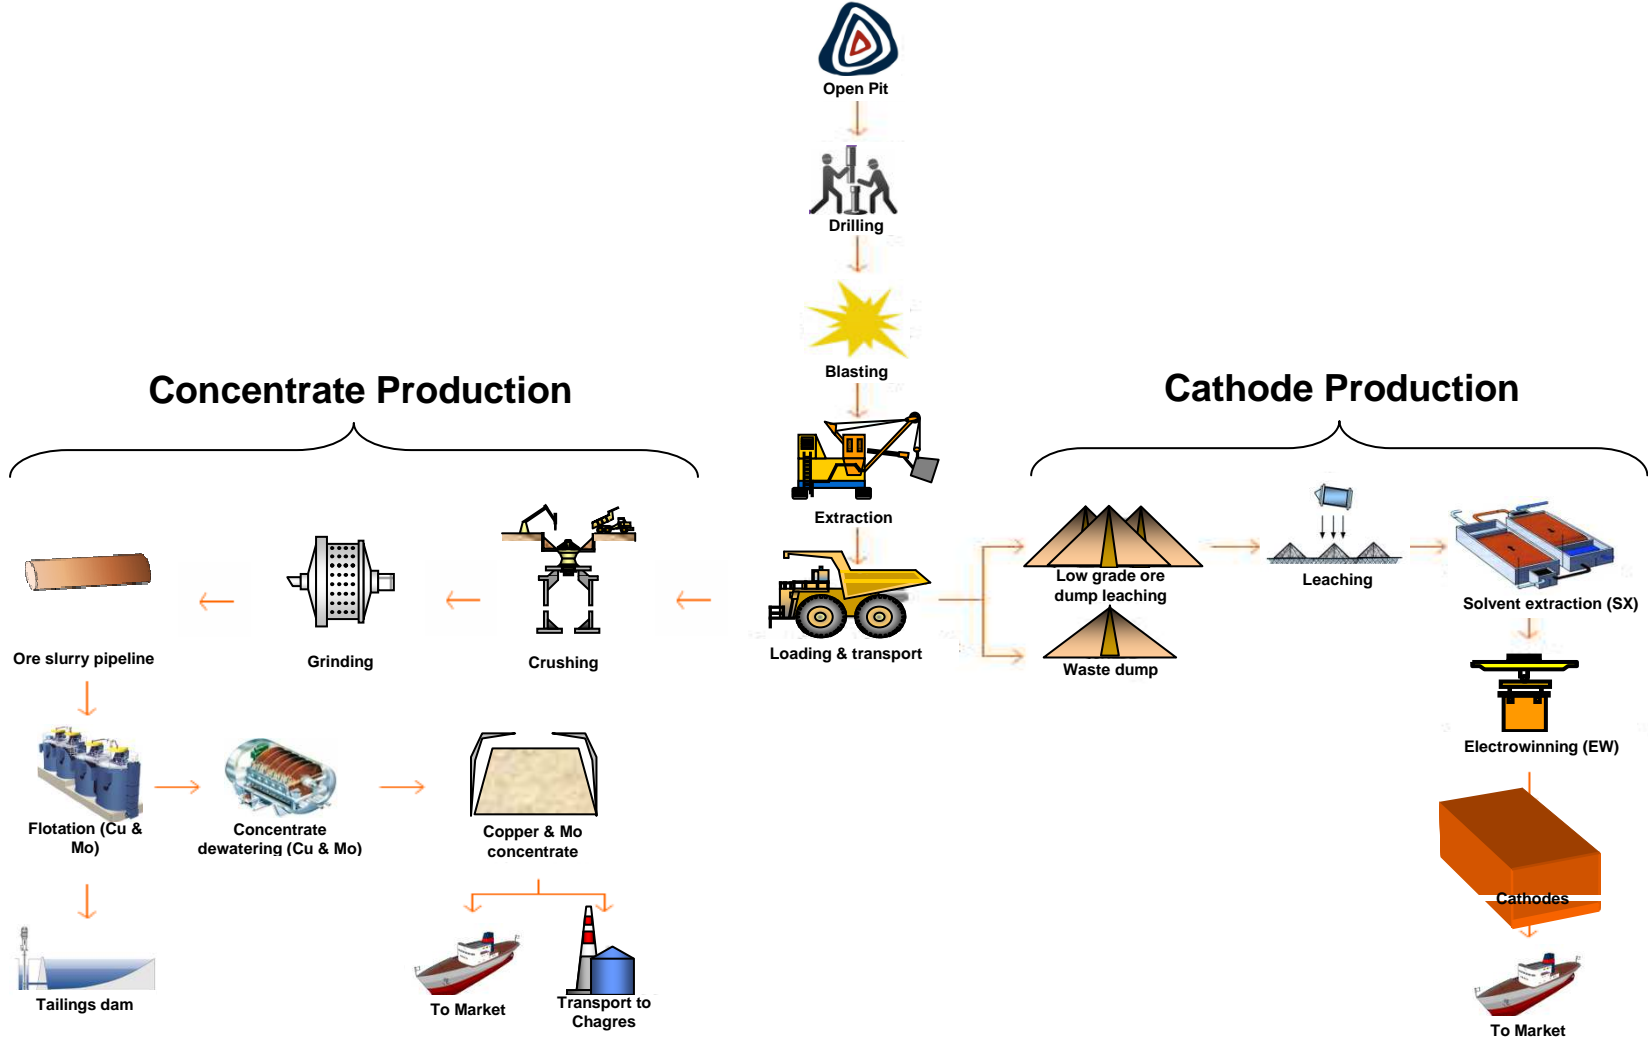 Open Pit
Drilling
Blasting
Concentrate Production
Cathode Production
Extraction
Low grade ore
dump leaching
Leaching
Solvent extraction (SX)
Ore slurry pipeline
Grinding
Crushing
Loading & transport
Waste dump
Electrowinning (EW)
Flotation (Cu &
Mo)
Concentrate
dewatering (Cu & Mo)
Copper & Mo
concentrate
Cathodes
Tailings dam
To Market
Transport to
Chagres
To Market